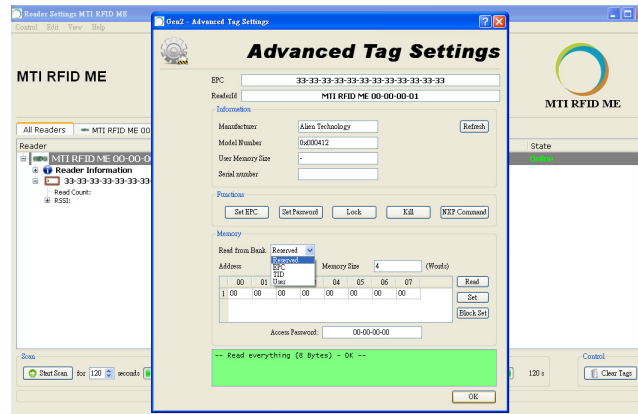 Reader Settings MTI RFID ME
Control Edit View Help
MTI RFID ME
All Readers MTI RFID ME 00
Reader
MTI RFID ME 00-00-0
Reader Information
33-33-33-33-33-33-
Read Count:
RSSI:
Scan
Start Scan for 120 seconds
Gen2 - Advanced Tag Settings
Advanced Tag Settings
EPC 33-33-33-33-33-33-33-33-33-33-33-33
ReaderId MTI RFID ME 00-00-00-01
Information
Manufacturer Alien Technology Refresh
Model Number 0x000412
User Memory Size -
Serial number
Functions
Set EPC Set Password Lock Kill NXP Command
Memory
Read from Bank Reserved
Reserved
EPC
TID
User
Address Memory Size 4 (Words)
00 01 04 05 06 07 Read
1 00 00 00 00 00 00 00 00 Set
Block Set
Access Password: 00-00-00-00
-- Read everything (8 Bytes) - OK --
OK
MTI RFID ME
State
Online
120 s
Control
Clear Tags